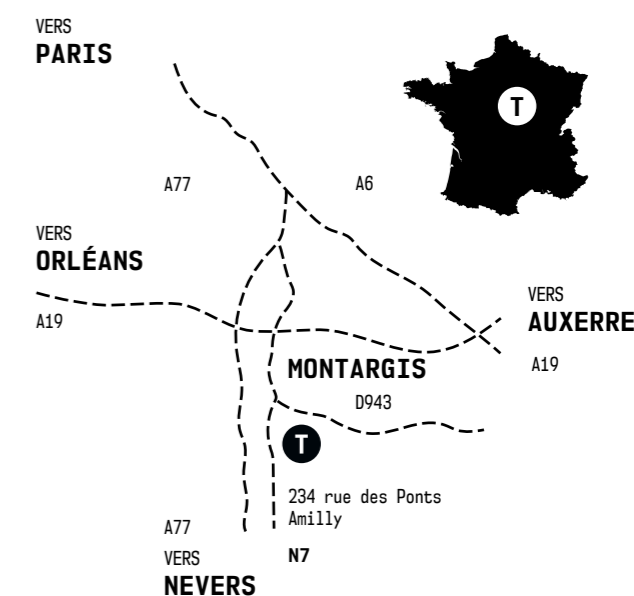 VERS
PARIS
T
A77
A6
VERS
ORLÉANS
A19
VERS
AUXERRE
A19
MONTARGIS
D943
T
234 rue des Ponts
Amilly
A77
VERS
NEVERS
N7